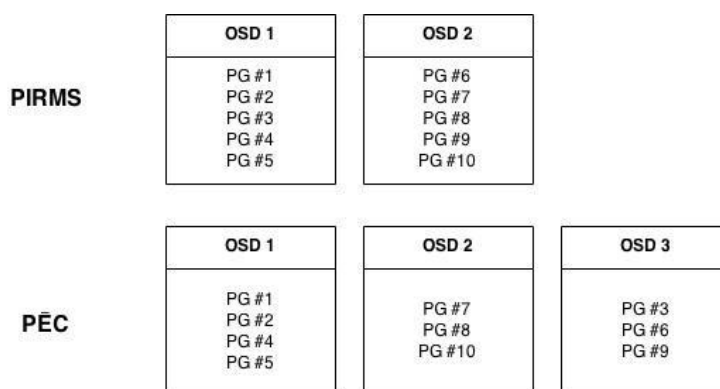 PIRMS
OSD 1
PG #1
PG #2
PG #3
PG #4
PG #5
OSD 2
PG #6
PG #7
PG #8
PG #9
PG #10
PĒC
OSD 1
PG #1
PG #2
PG #4
PG #5
OSD 2
PG #7
PG #8
PG #10
OSD 3
PG #3
PG #6
PG #9